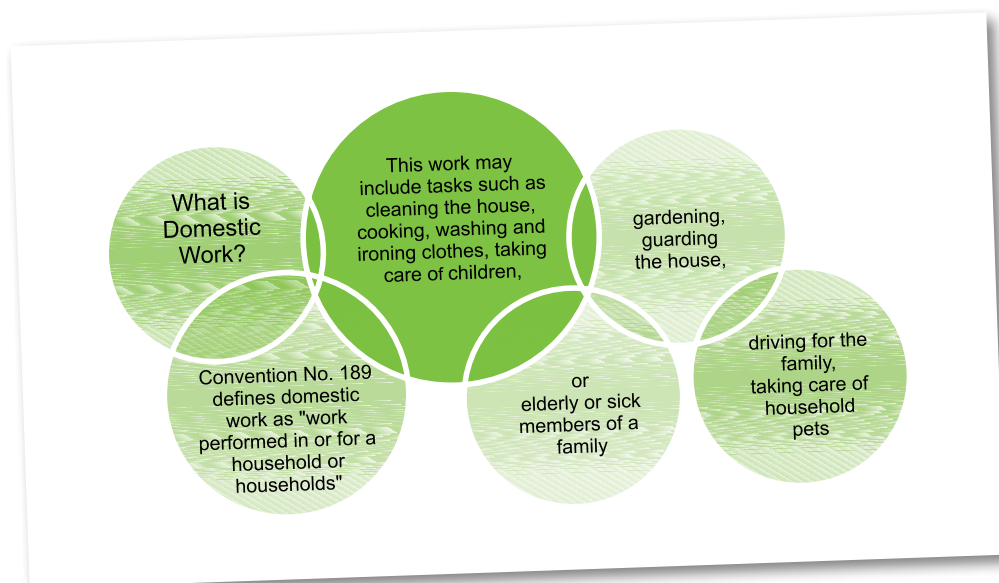 What is
Domestic
Work?
Convention No. 189
defines domestic
work as "work
performed in or for a
household or
households"
This work may
include tasks such as
cleaning the house,
cooking, washing and
ironing clothes, taking
care of children,
or
elderly or sick
members of a
family
gardening,
guarding
the house,
driving for the
family,
taking care of
household
pets